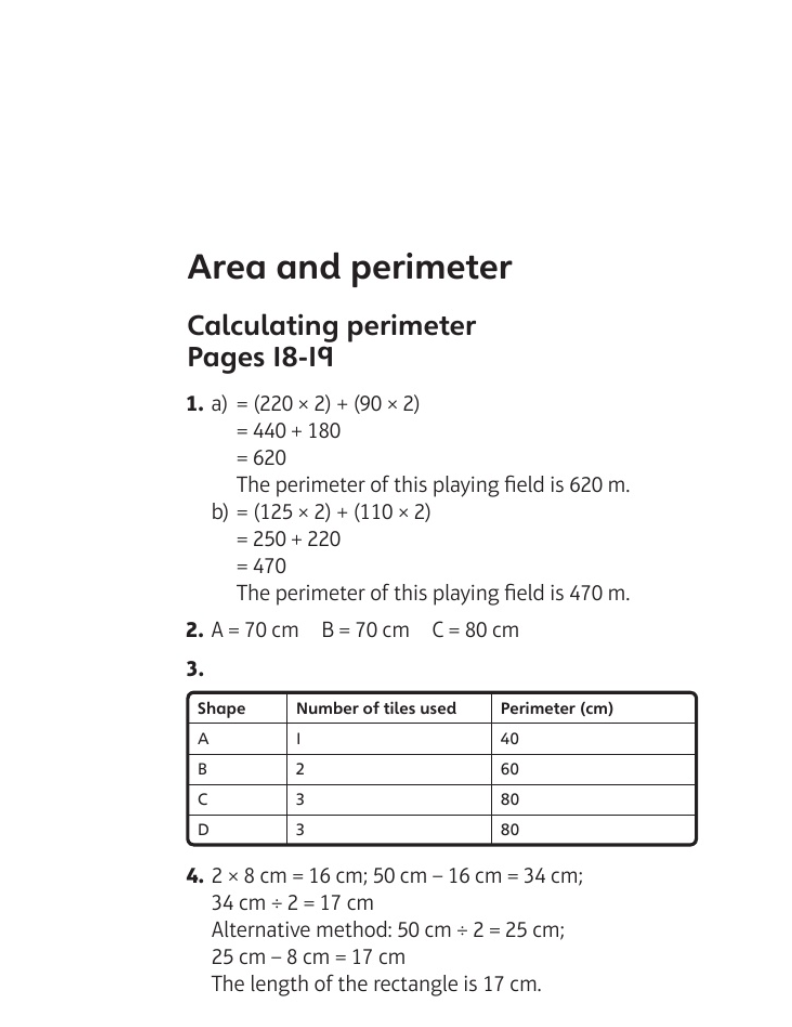 Area and perimeter
Calculating perimeter
Pages 18-19
1. a) = (220 × 2) + (90 × 2)
= 440 + 180
= 620
The perimeter of this playing field is 620 m.
b) = (125 × 2) + (110 × 2)
= 250 + 220
= 470
The perimeter of this playing field is 470 m.
2. A = 70 cm B = 70 cm C = 80 cm
3.
Shape Number of tiles used Perimeter (cm)
A 1 40
B 2 60
C 3 80
D 3 80
4. 2 × 8 cm = 16 cm; 50 cm – 16 cm = 34 cm;
34 cm ÷ 2 = 17 cm
Alternative method: 50 cm ÷ 2 = 25 cm;
25 cm – 8 cm = 17 cm
The length of the rectangle is 17 cm.